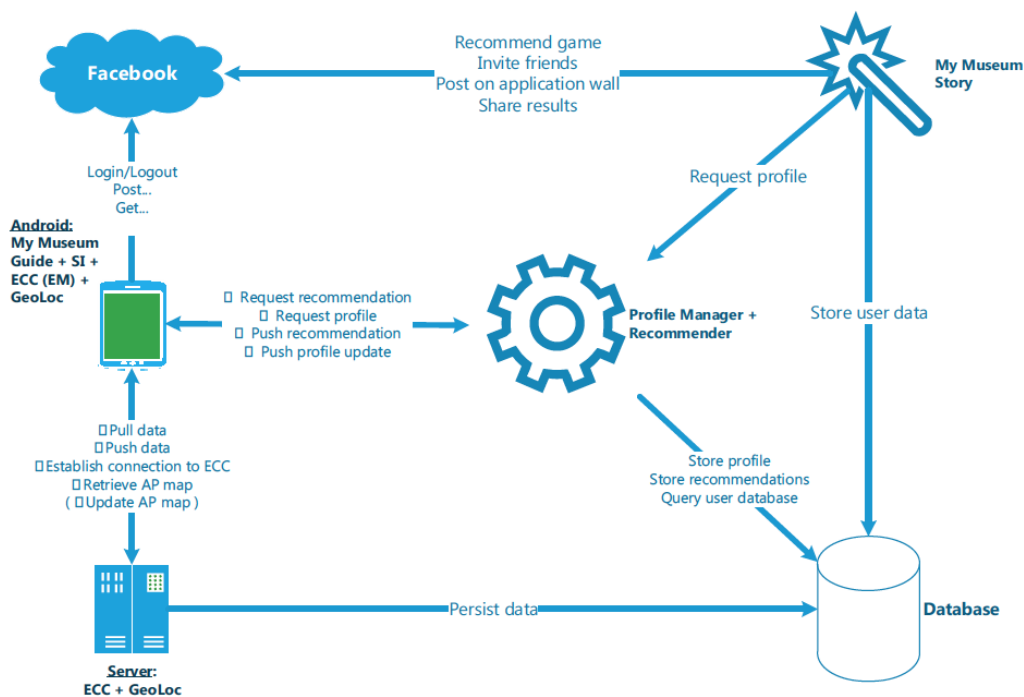 Facebook
Recommend game
Invite friends
Post on application wall
Share results
My Museum
Story
Login/Logout
Post...
Get...
Request profile
Android:
My Museum
Guide + SI +
ECC (EM) +
GeoLoc
▯ Request recommendation
▯ Request profile
▯ Push recommendation
▯ Push profile update
Profile Manager +
Recommender
Store user data
▯Pull data
▯Push data
▯Establish connection to ECC
▯Retrieve AP map
( ▯Update AP map )
Store profile
Store recommendations
Query user database
Persist data
Database
Server:
ECC + GeoLoc